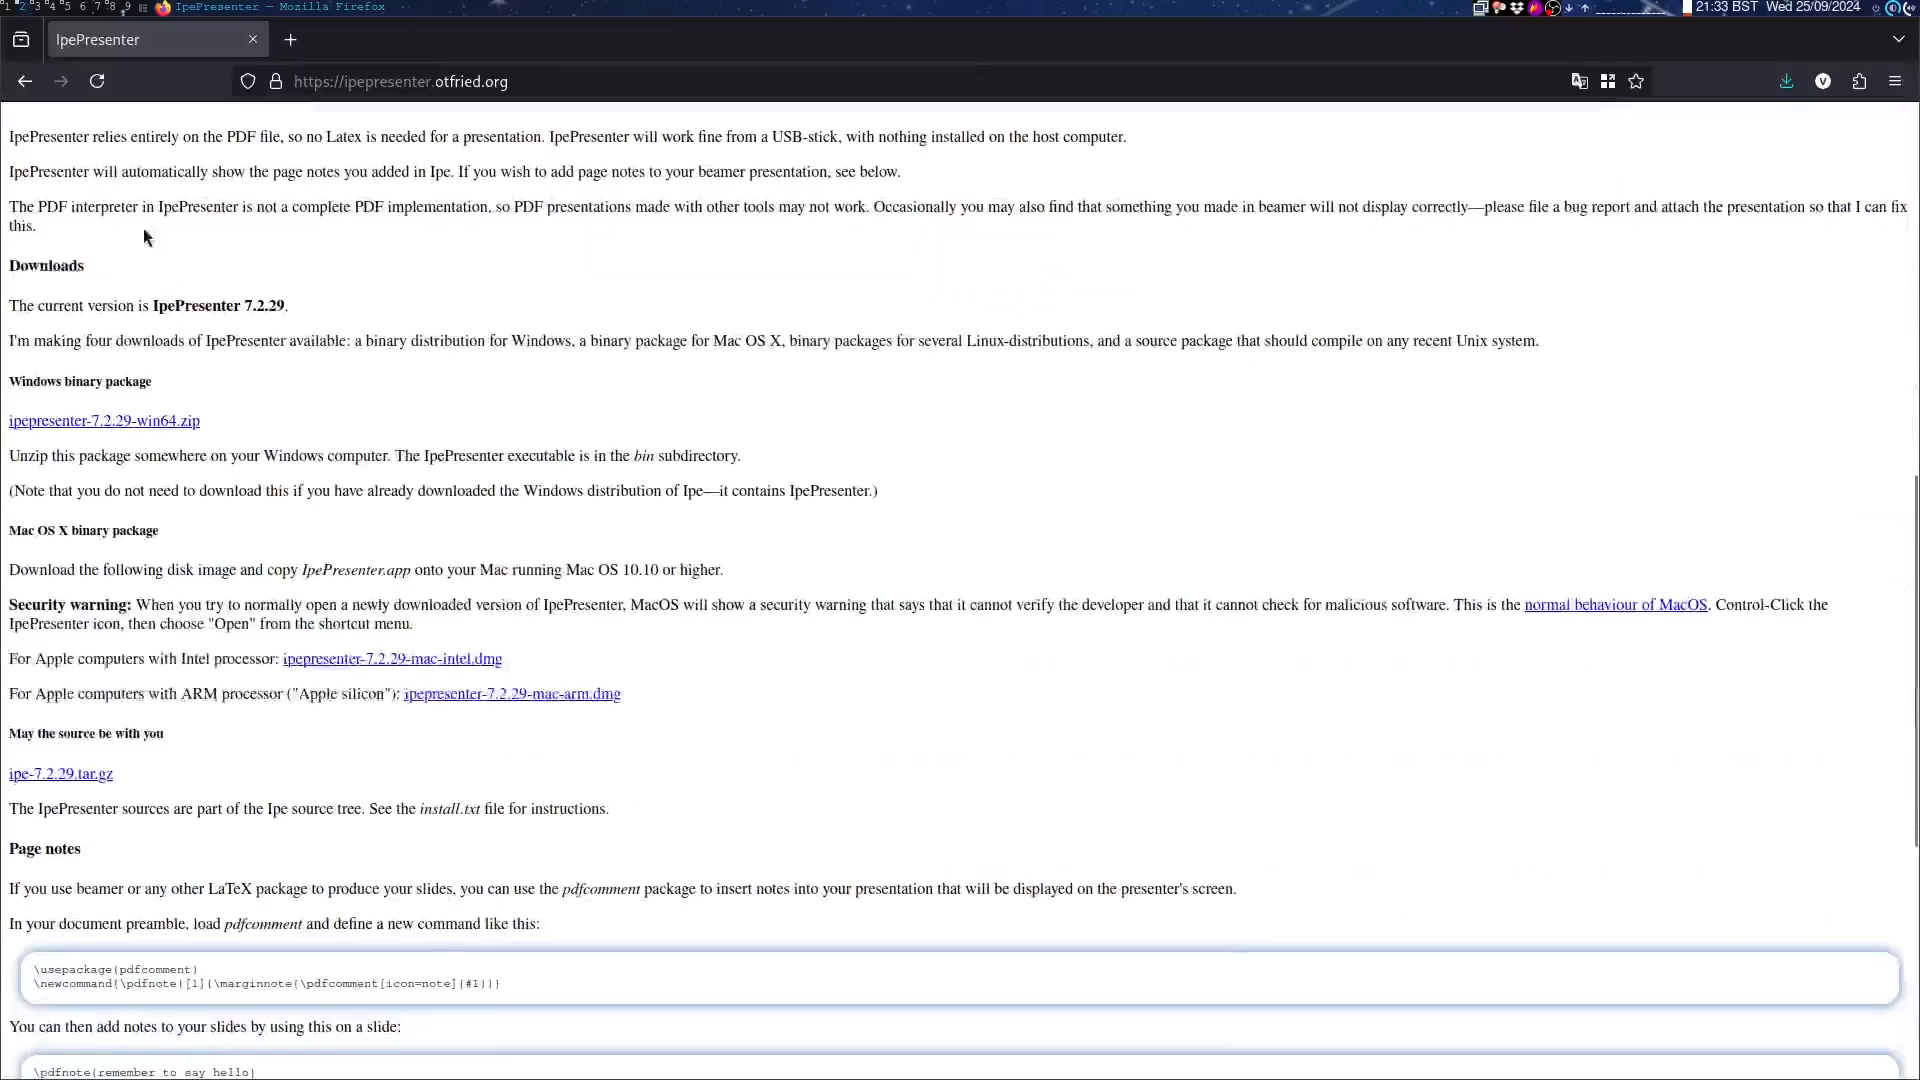 1 2 3 4 5 6 7 8 9 IpePresenter — Mozilla Firefox 21:33 BST Wed 25/09/2024
IpePresenter
https://ipepresenter.otfried.org
IpePresenter relies entirely on the PDF file, so no Latex is needed for a presentation. IpePresenter will work fine from a USB-stick, with nothing installed on the host computer.
IpePresenter will automatically show the page notes you added in Ipe. If you wish to add page notes to your beamer presentation, see below.
The PDF interpreter in IpePresenter is not a complete PDF implementation, so PDF presentations made with other tools may not work. Occasionally you may also find that something you made in beamer will not display correctly—please file a bug report and attach the presentation so that I can fix
this.
Downloads
The current version is IpePresenter 7.2.29.
I'm making four downloads of IpePresenter available: a binary distribution for Windows, a binary package for Mac OS X, binary packages for several Linux-distributions, and a source package that should compile on any recent Unix system.
Windows binary package
ipepresenter-7.2.29-win64.zip
Unzip this package somewhere on your Windows computer. The IpePresenter executable is in the bin subdirectory.
(Note that you do not need to download this if you have already downloaded the Windows distribution of Ipe—it contains IpePresenter.)
Mac OS X binary package
Download the following disk image and copy IpePresenter.app onto your Mac running Mac OS 10.10 or higher.
Security warning: When you try to normally open a newly downloaded version of IpePresenter, MacOS will show a security warning that says that it cannot verify the developer and that it cannot check for malicious software. This is the normal behaviour of MacOS. Control-Click the
IpePresenter icon, then choose "Open" from the shortcut menu.
For Apple computers with Intel processor: ipepresenter-7.2.29-mac-intel.dmg
For Apple computers with ARM processor ("Apple silicon"): ipepresenter-7.2.29-mac-arm.dmg
May the source be with you
ipe-7.2.29.tar.gz
The IpePresenter sources are part of the Ipe source tree. See the install.txt file for instructions.
Page notes
If you use beamer or any other LaTeX package to produce your slides, you can use the pdfcomment package to insert notes into your presentation that will be displayed on the presenter's screen.
In your document preamble, load pdfcomment and define a new command like this:
\usepackage{pdfcomment}
\newcommand{\pdfnote}[1]{\marginnote{\pdfcomment[icon=note]{#1}}}
You can then add notes to your slides by using this on a slide:
\pdfnote{remember to say hello}